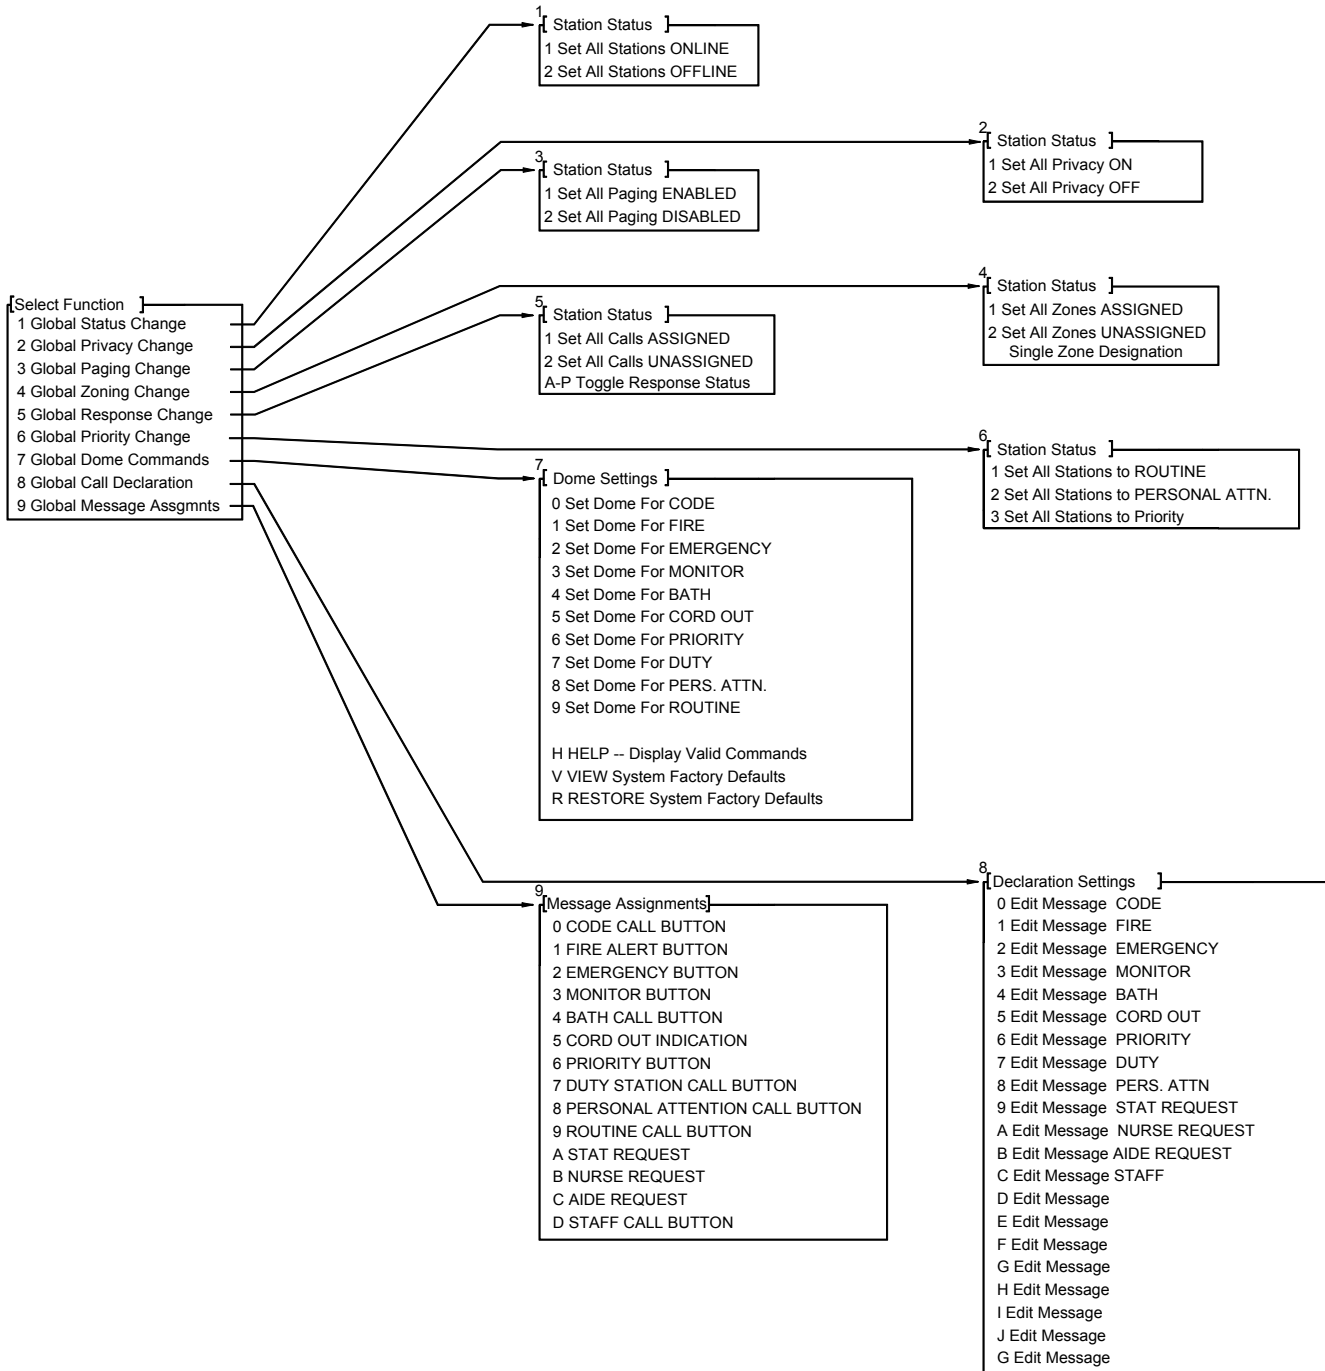 [Select Function ]
1 Global Status Change
2 Global Privacy Change
3 Global Paging Change
4 Global Zoning Change
5 Global Response Change
6 Global Priority Change
7 Global Dome Commands
8 Global Call Declaration
9 Global Message Assgmnts
1
[ Station Status ]
1 Set All Stations ONLINE
2 Set All Stations OFFLINE
2
[ Station Status ]
1 Set All Privacy ON
2 Set All Privacy OFF
3
[ Station Status ]
1 Set All Paging ENABLED
2 Set All Paging DISABLED
4
[ Station Status ]
1 Set All Zones ASSIGNED
2 Set All Zones UNASSIGNED
Single Zone Designation
5
[ Station Status ]
1 Set All Calls ASSIGNED
2 Set All Calls UNASSIGNED
A-P Toggle Response Status
6
[ Station Status ]
1 Set All Stations to ROUTINE
2 Set All Stations to PERSONAL ATTN.
3 Set All Stations to Priority
7
[ Dome Settings ]
0 Set Dome For CODE
1 Set Dome For FIRE
2 Set Dome For EMERGENCY
3 Set Dome For MONITOR
4 Set Dome For BATH
5 Set Dome For CORD OUT
6 Set Dome For PRIORITY
7 Set Dome For DUTY
8 Set Dome For PERS. ATTN.
9 Set Dome For ROUTINE
H HELP -- Display Valid Commands
V VIEW System Factory Defaults
R RESTORE System Factory Defaults
8
[Declaration Settings ]
0 Edit Message CODE
1 Edit Message FIRE
2 Edit Message EMERGENCY
3 Edit Message MONITOR
4 Edit Message BATH
5 Edit Message CORD OUT
6 Edit Message PRIORITY
7 Edit Message DUTY
8 Edit Message PERS. ATTN
9 Edit Message STAT REQUEST
A Edit Message NURSE REQUEST
B Edit Message AIDE REQUEST
C Edit Message STAFF
D Edit Message
E Edit Message
F Edit Message
G Edit Message
H Edit Message
I Edit Message
J Edit Message
G Edit Message
9
[Message Assignments]
0 CODE CALL BUTTON
1 FIRE ALERT BUTTON
2 EMERGENCY BUTTON
3 MONITOR BUTTON
4 BATH CALL BUTTON
5 CORD OUT INDICATION
6 PRIORITY BUTTON
7 DUTY STATION CALL BUTTON
8 PERSONAL ATTENTION CALL BUTTON
9 ROUTINE CALL BUTTON
A STAT REQUEST
B NURSE REQUEST
C AIDE REQUEST
D STAFF CALL BUTTON